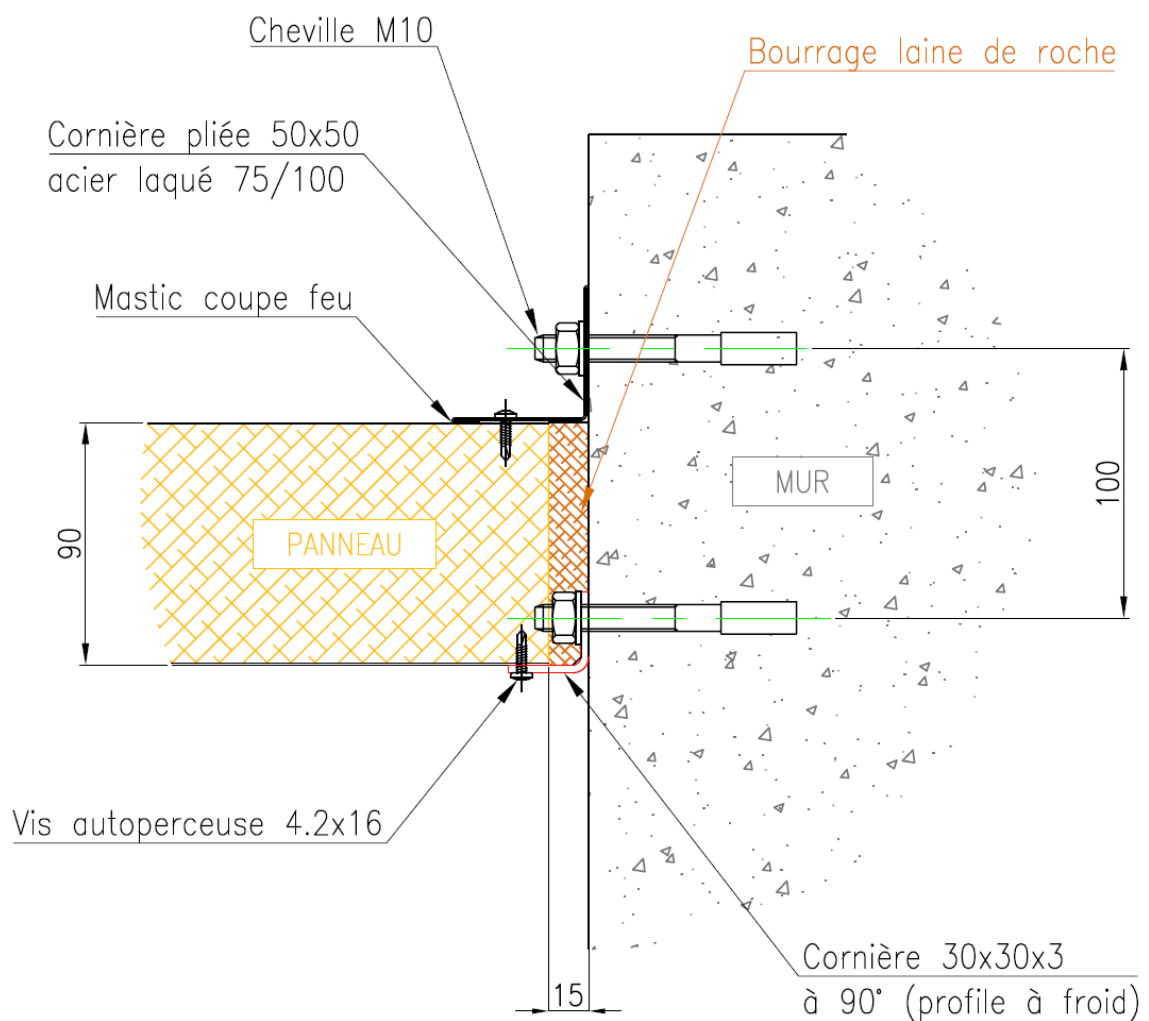 Cheville M10
Bourrage laine de roche
Cornière pliée 50x50
acier laqué 75/100
Mastic coupe feu
MUR
100
90
PANNEAU
Vis autoperceuse 4.2x16
Cornière 30x30x3
à 90° (profile à froid)
15